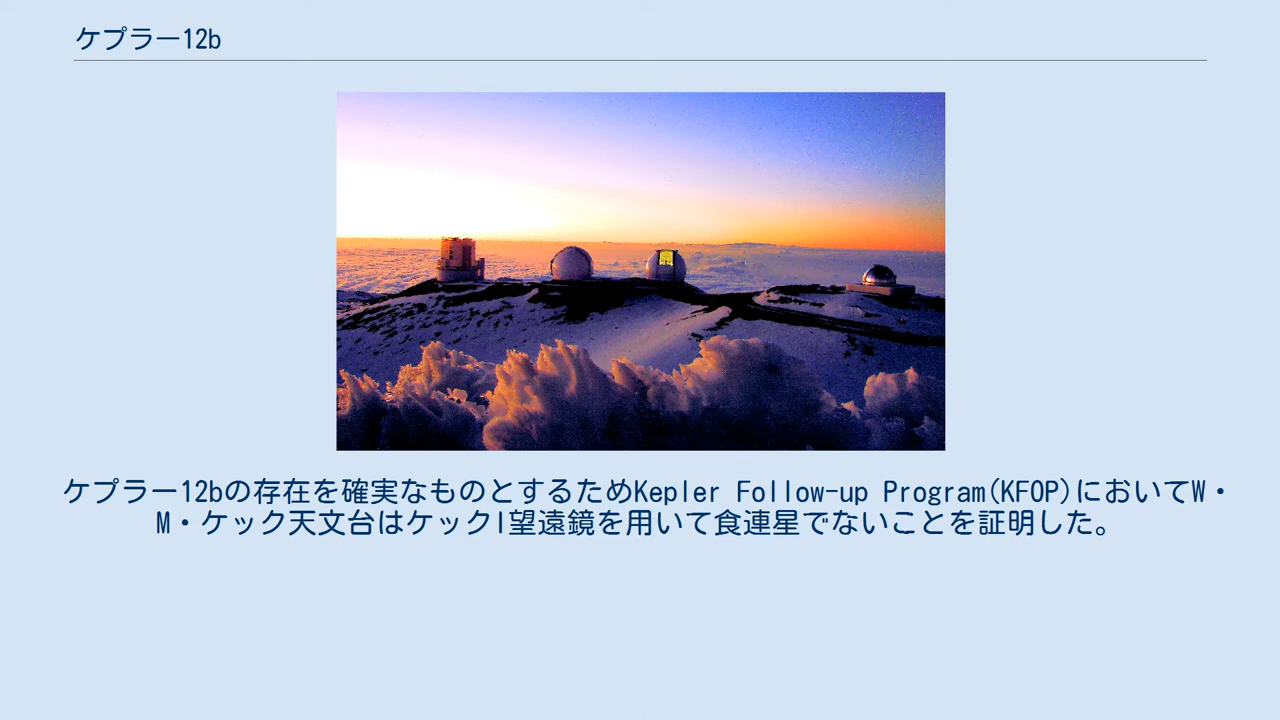 ケプラー12b
ケプラー12bの存在を確実なものとするためKepler Follow-up Program(KFOP)においてW・
M・ケック天文台はケックI望遠鏡を用いて食連星でないことを証明した。